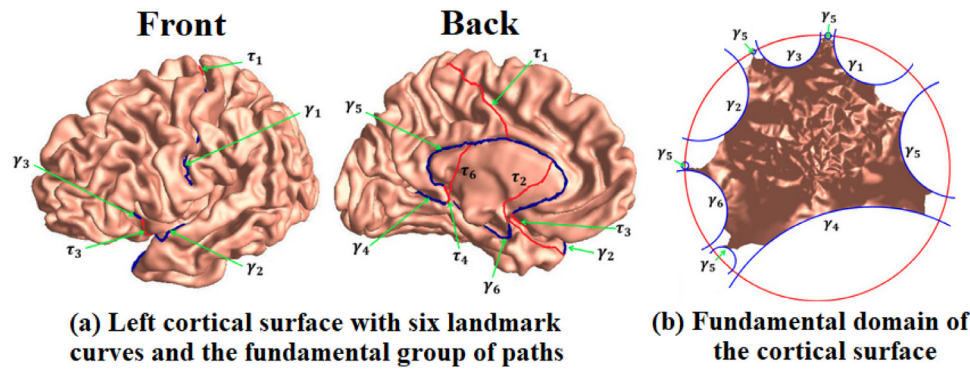 Front
Back
τ₁
γ₁
γ₃
τ₃
γ₂
τ₁
γ₅
τ₆
τ₂
γ₄
τ₄
γ₆
τ₃
γ₂
γ₅
γ₅
γ₃
γ₁
γ₂
γ₅
γ₅
γ₆
γ₄
γ₅
(a) Left cortical surface with six landmark
curves and the fundamental group of paths
(b) Fundamental domain of
the cortical surface